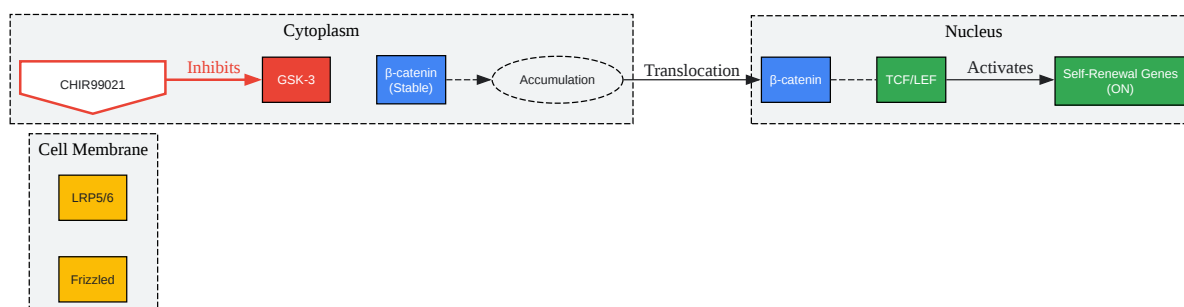 Cytoplasm
CHIR99021
Inhibits
GSK-3
β-catenin
(Stable)
Accumulation
Translocation
Nucleus
β-catenin
TCF/LEF
Activates
Self-Renewal Genes
(ON)
Cell Membrane
LRP5/6
Frizzled